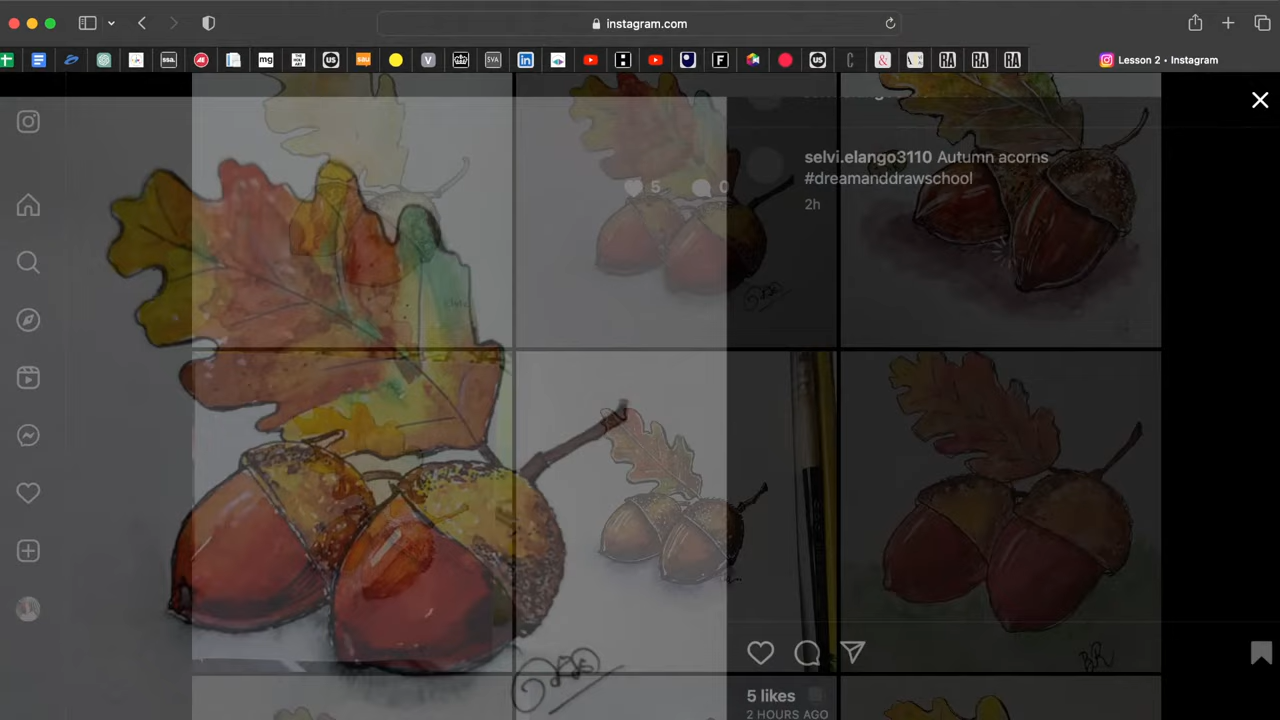 instagram.com
Lesson 2 • Instagram
selvi.elango3110 Autumn acorns
#dreamanddrawschool
2h
5
0
5 likes
2 HOURS AGO